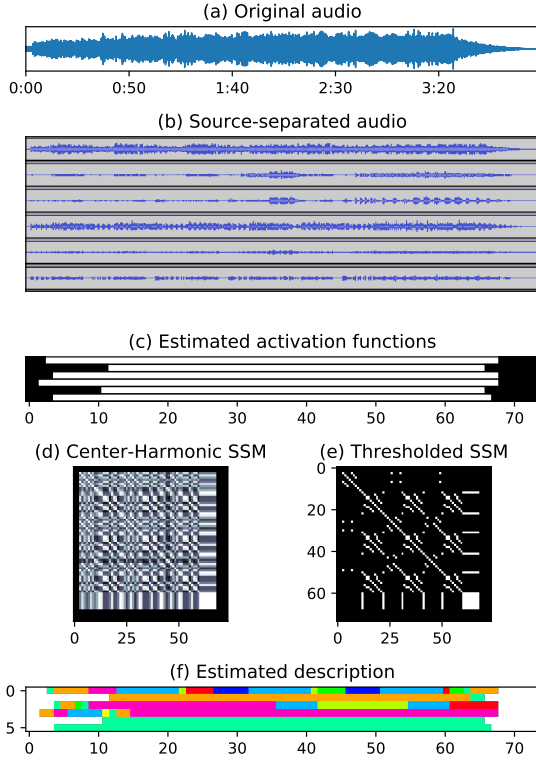 (a) Original audio
0:00 0:50 1:40 2:30 3:20
(b) Source-separated audio
(c) Estimated activation functions
0 10 20 30 40 50 60 70
(d) Center-Harmonic SSM
0 25 50
(e) Thresholded SSM
0
20
40
60
0 25 50
(f) Estimated description
0
5
0 10 20 30 40 50 60 70